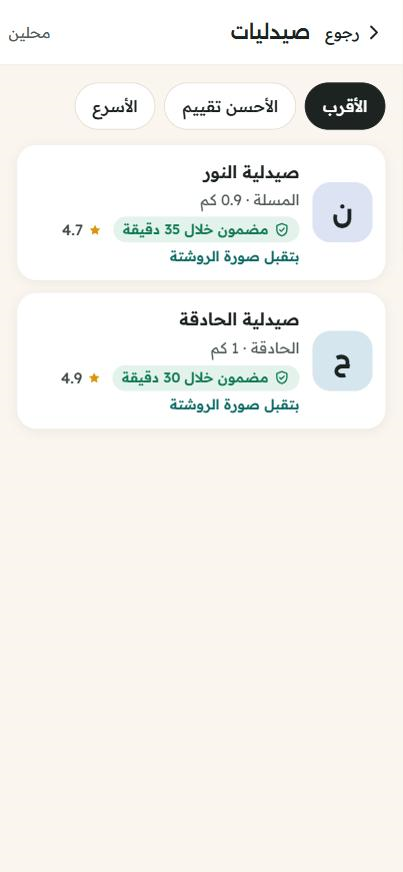 رجوع صيدليات محلين
الأقرب الأحسن تقييم الأسرع
ن
صيدلية النور
المسلة · 0.9 كم
مضمون خلال 35 دقيقة ★ 4.7
بتقبل صورة الروشتة
ح
صيدلية الحادقة
الحادقة · 1 كم
مضمون خلال 30 دقيقة ★ 4.9
بتقبل صورة الروشتة